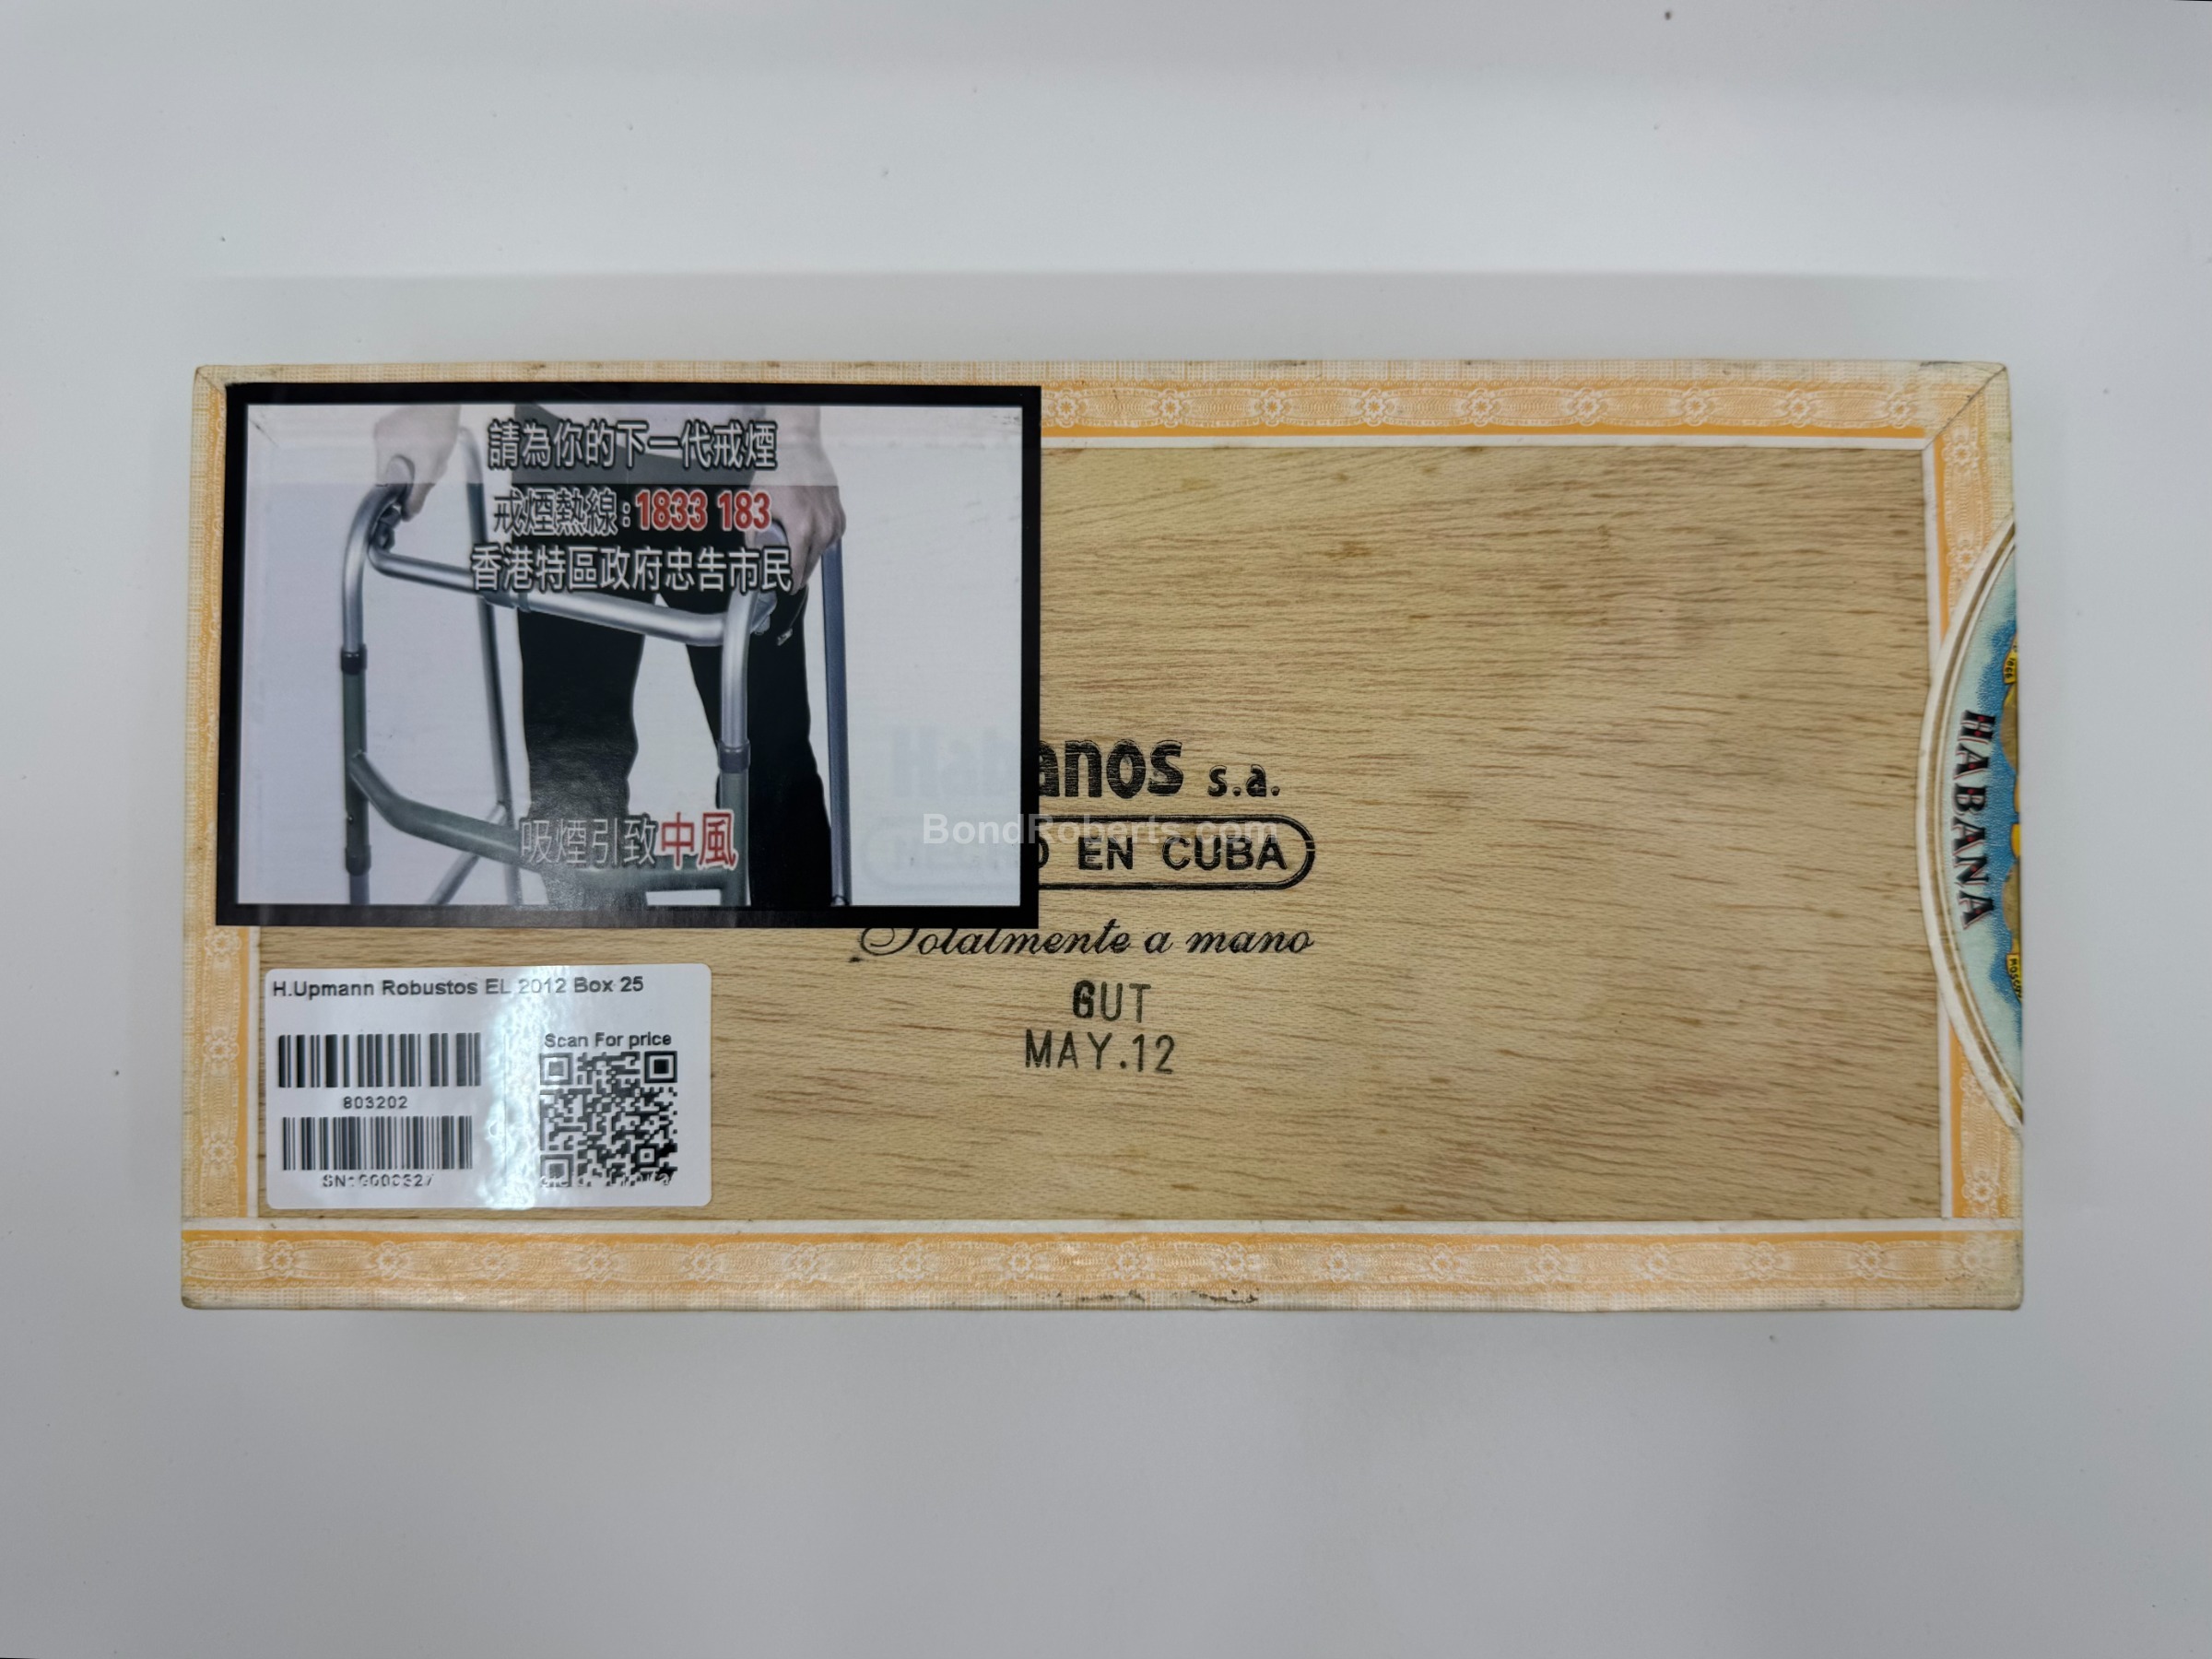 請為你的下一代戒煙
戒煙熱線:1833 183
香港特區政府忠告市民
吸煙引致中風
s.a.
EN CUBA
BondRoberts.com
Totalmente a mano
GUT
MAY.12
H.Upmann Robustos EL 2012 Box 25
Scan For price
803202
HABANA